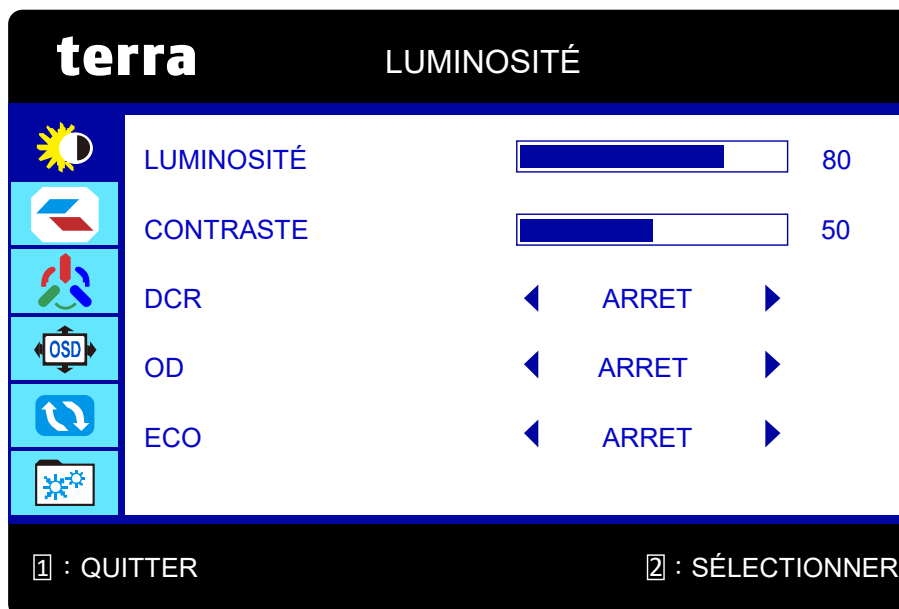 terra LUMINOSITÉ
LUMINOSITÉ 80
CONTRASTE 50
DCR ARRET
OD ARRET
OSD
ECO ARRET
1 : QUITTER 2 : SÉLECTIONNER